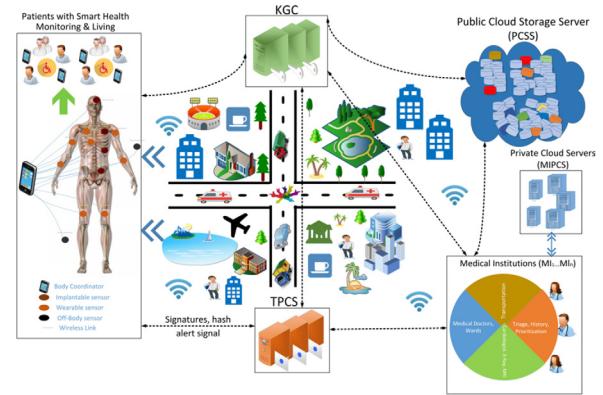 Patients with Smart Health
Monitoring & Living
KGC
Public Cloud Storage Server
(PCSS)
Private Cloud Servers
(MIPCS)
Body Coordinator
Implantable sensor
Wearable sensor
Off-Body sensor
Wireless Link
Signatures, hash
alert signal
TPCS
Medical Institutions (MI₁...MIₙ)
Transportation
Medical Doctors,
Wards
Triage, History,
Prioritization